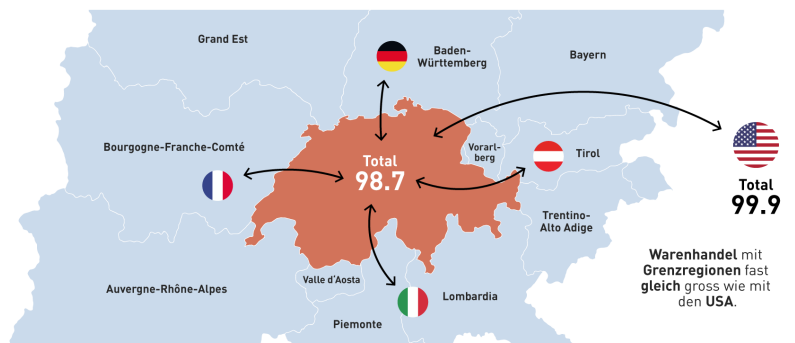 Grand Est
Baden-
Württemberg
Bayern
Bourgogne-Franche-Comté
Vorarl-
berg
Tirol
Total
98.7
Total
99.9
Trentino-
Alto Adige
Warenhandel mit
Grenzregionen fast
gleich gross wie mit
den USA.
Auvergne-Rhône-Alpes
Valle d'Aosta
Lombardia
Piemonte